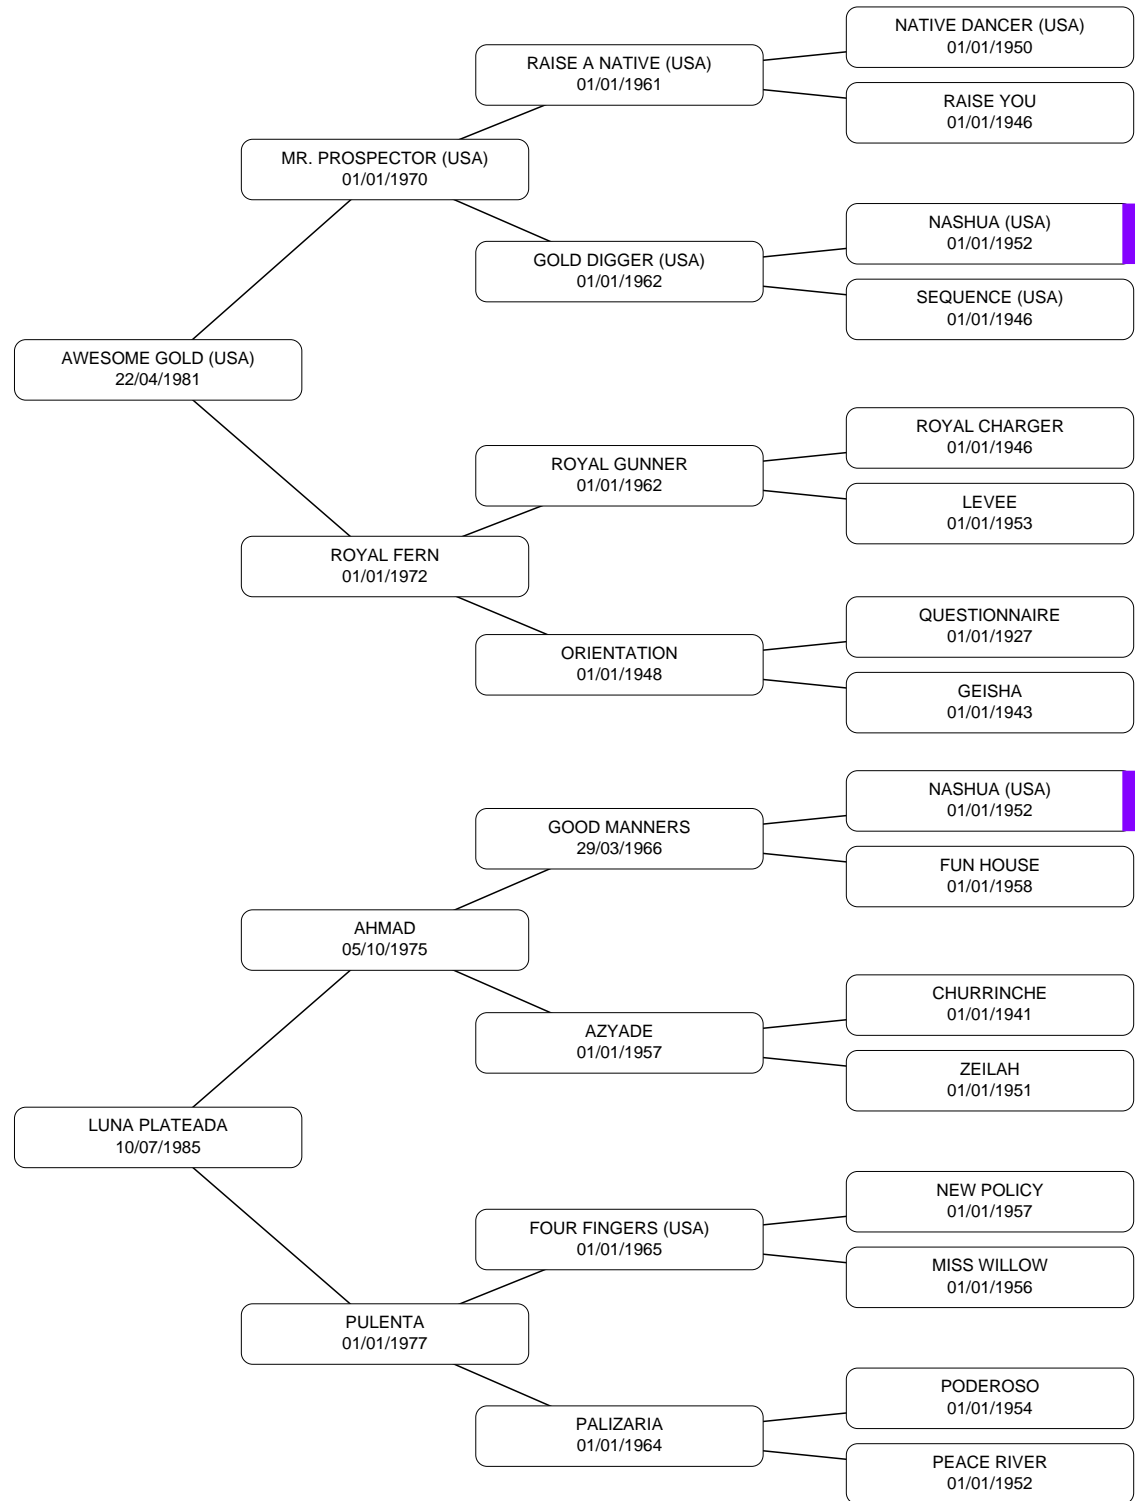 NATIVE DANCER (USA)
01/01/1950
RAISE A NATIVE (USA)
01/01/1961
RAISE YOU
01/01/1946
MR. PROSPECTOR (USA)
01/01/1970
NASHUA (USA)
01/01/1952
GOLD DIGGER (USA)
01/01/1962
SEQUENCE (USA)
01/01/1946
AWESOME GOLD (USA)
22/04/1981
ROYAL CHARGER
01/01/1946
ROYAL GUNNER
01/01/1962
LEVEE
01/01/1953
ROYAL FERN
01/01/1972
QUESTIONNAIRE
01/01/1927
ORIENTATION
01/01/1948
GEISHA
01/01/1943
NASHUA (USA)
01/01/1952
GOOD MANNERS
29/03/1966
FUN HOUSE
01/01/1958
AHMAD
05/10/1975
CHURRINCHE
01/01/1941
AZYADE
01/01/1957
ZEILAH
01/01/1951
LUNA PLATEADA
10/07/1985
NEW POLICY
01/01/1957
FOUR FINGERS (USA)
01/01/1965
MISS WILLOW
01/01/1956
PULENTA
01/01/1977
PODEROSO
01/01/1954
PALIZARIA
01/01/1964
PEACE RIVER
01/01/1952